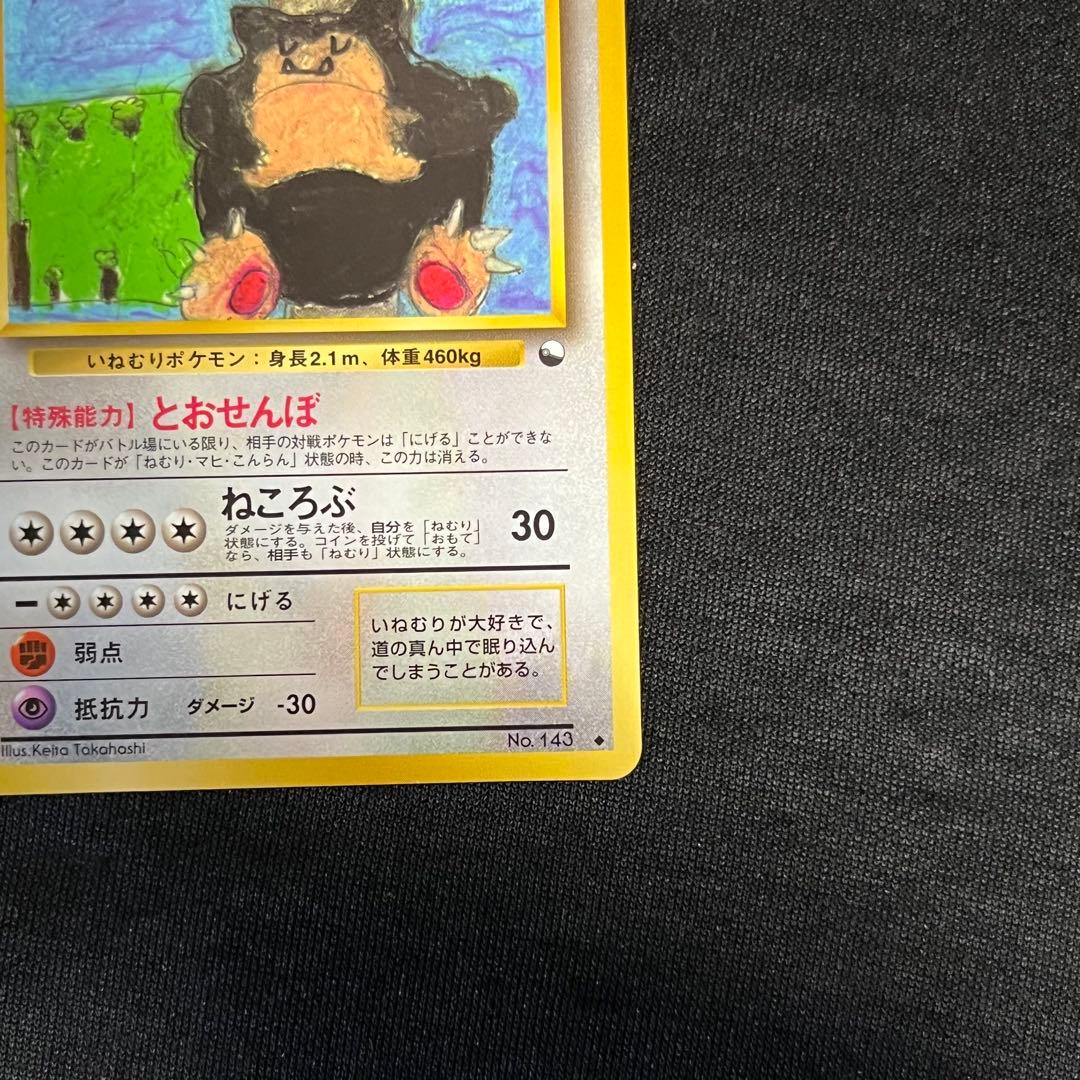 いねむりポケモン：身長2.1m、体重460kg
【特殊能力】とおせんぼ
このカードがバトル場にいる限り、相手の対戦ポケモンは「にげる」ことができな
い。このカードが「ねむり・マヒ・こんらん」状態の時、この力は消える。
ねころぶ
ダメージを与えた後、自分を「ねむり」
状態にする。コインを投げて「おもて」
なら、相手も「ねむり」状態にする。
30
ー
にげる
弱点
抵抗力 ダメージ -30
いねむりが大好きで、
道の真ん中で眠り込ん
でしまうことがある。
Illus.Keita Takahashi
No. 143 ◆